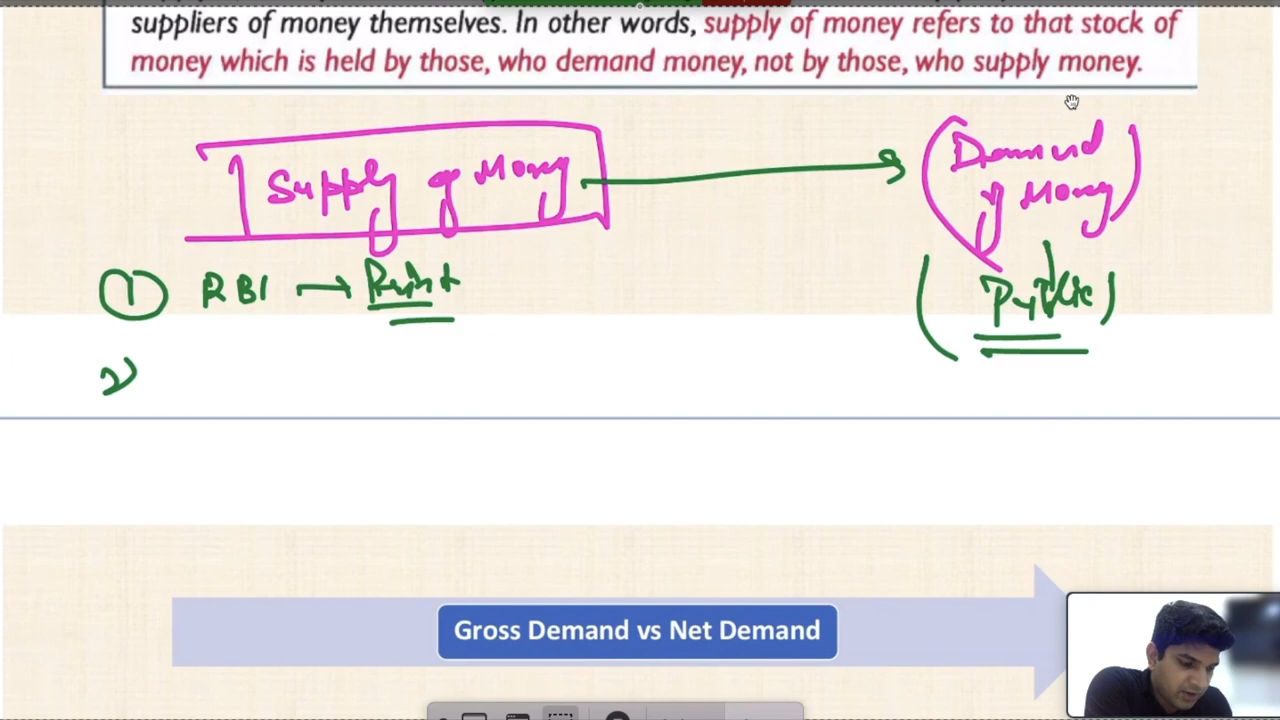 suppliers of money themselves. In other words, supply of money refers to that stock of
money which is held by those, who demand money, not by those, who supply money.
Supply of Money
Demand
of Money
① RBI → Print
(Public)
2)
Gross Demand vs Net Demand